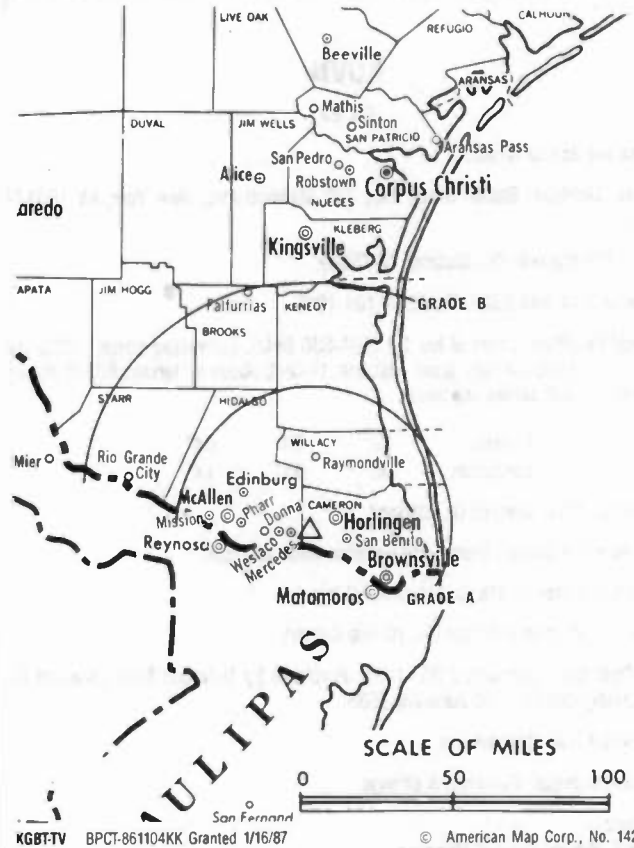 LIVE OAK
CALHOUN
REFUGIO
Beeville
ARANSAS
Mathis
Sinton
SAN PATRICIO
DUVAL
JIM WELLS
Aransas Pass
San Pedro
Robstown
Alice
Corpus Christi
NUECES
aredo
KLEBERG
Kingsville
APATA
JIM HOGG
GRADE B
Falfurrias
KENEDY
BROOKS
STARR
HIDALGO
WILLACY
Raymondville
Mier
Rio Grande
City
Edinburg
McAllen
CAMERON
Mission
Pharr
Donna
Horlingen
San Benito
Reynosa
Weslaco
Mercedes
Brownsville
Matamoros
GRADE A
AULIPAS
SCALE OF MILES
0 50 100
San Fernand
KGBT-TV BPCT-861104KK Granted 1/16/87
© American Map Corp., No. 142